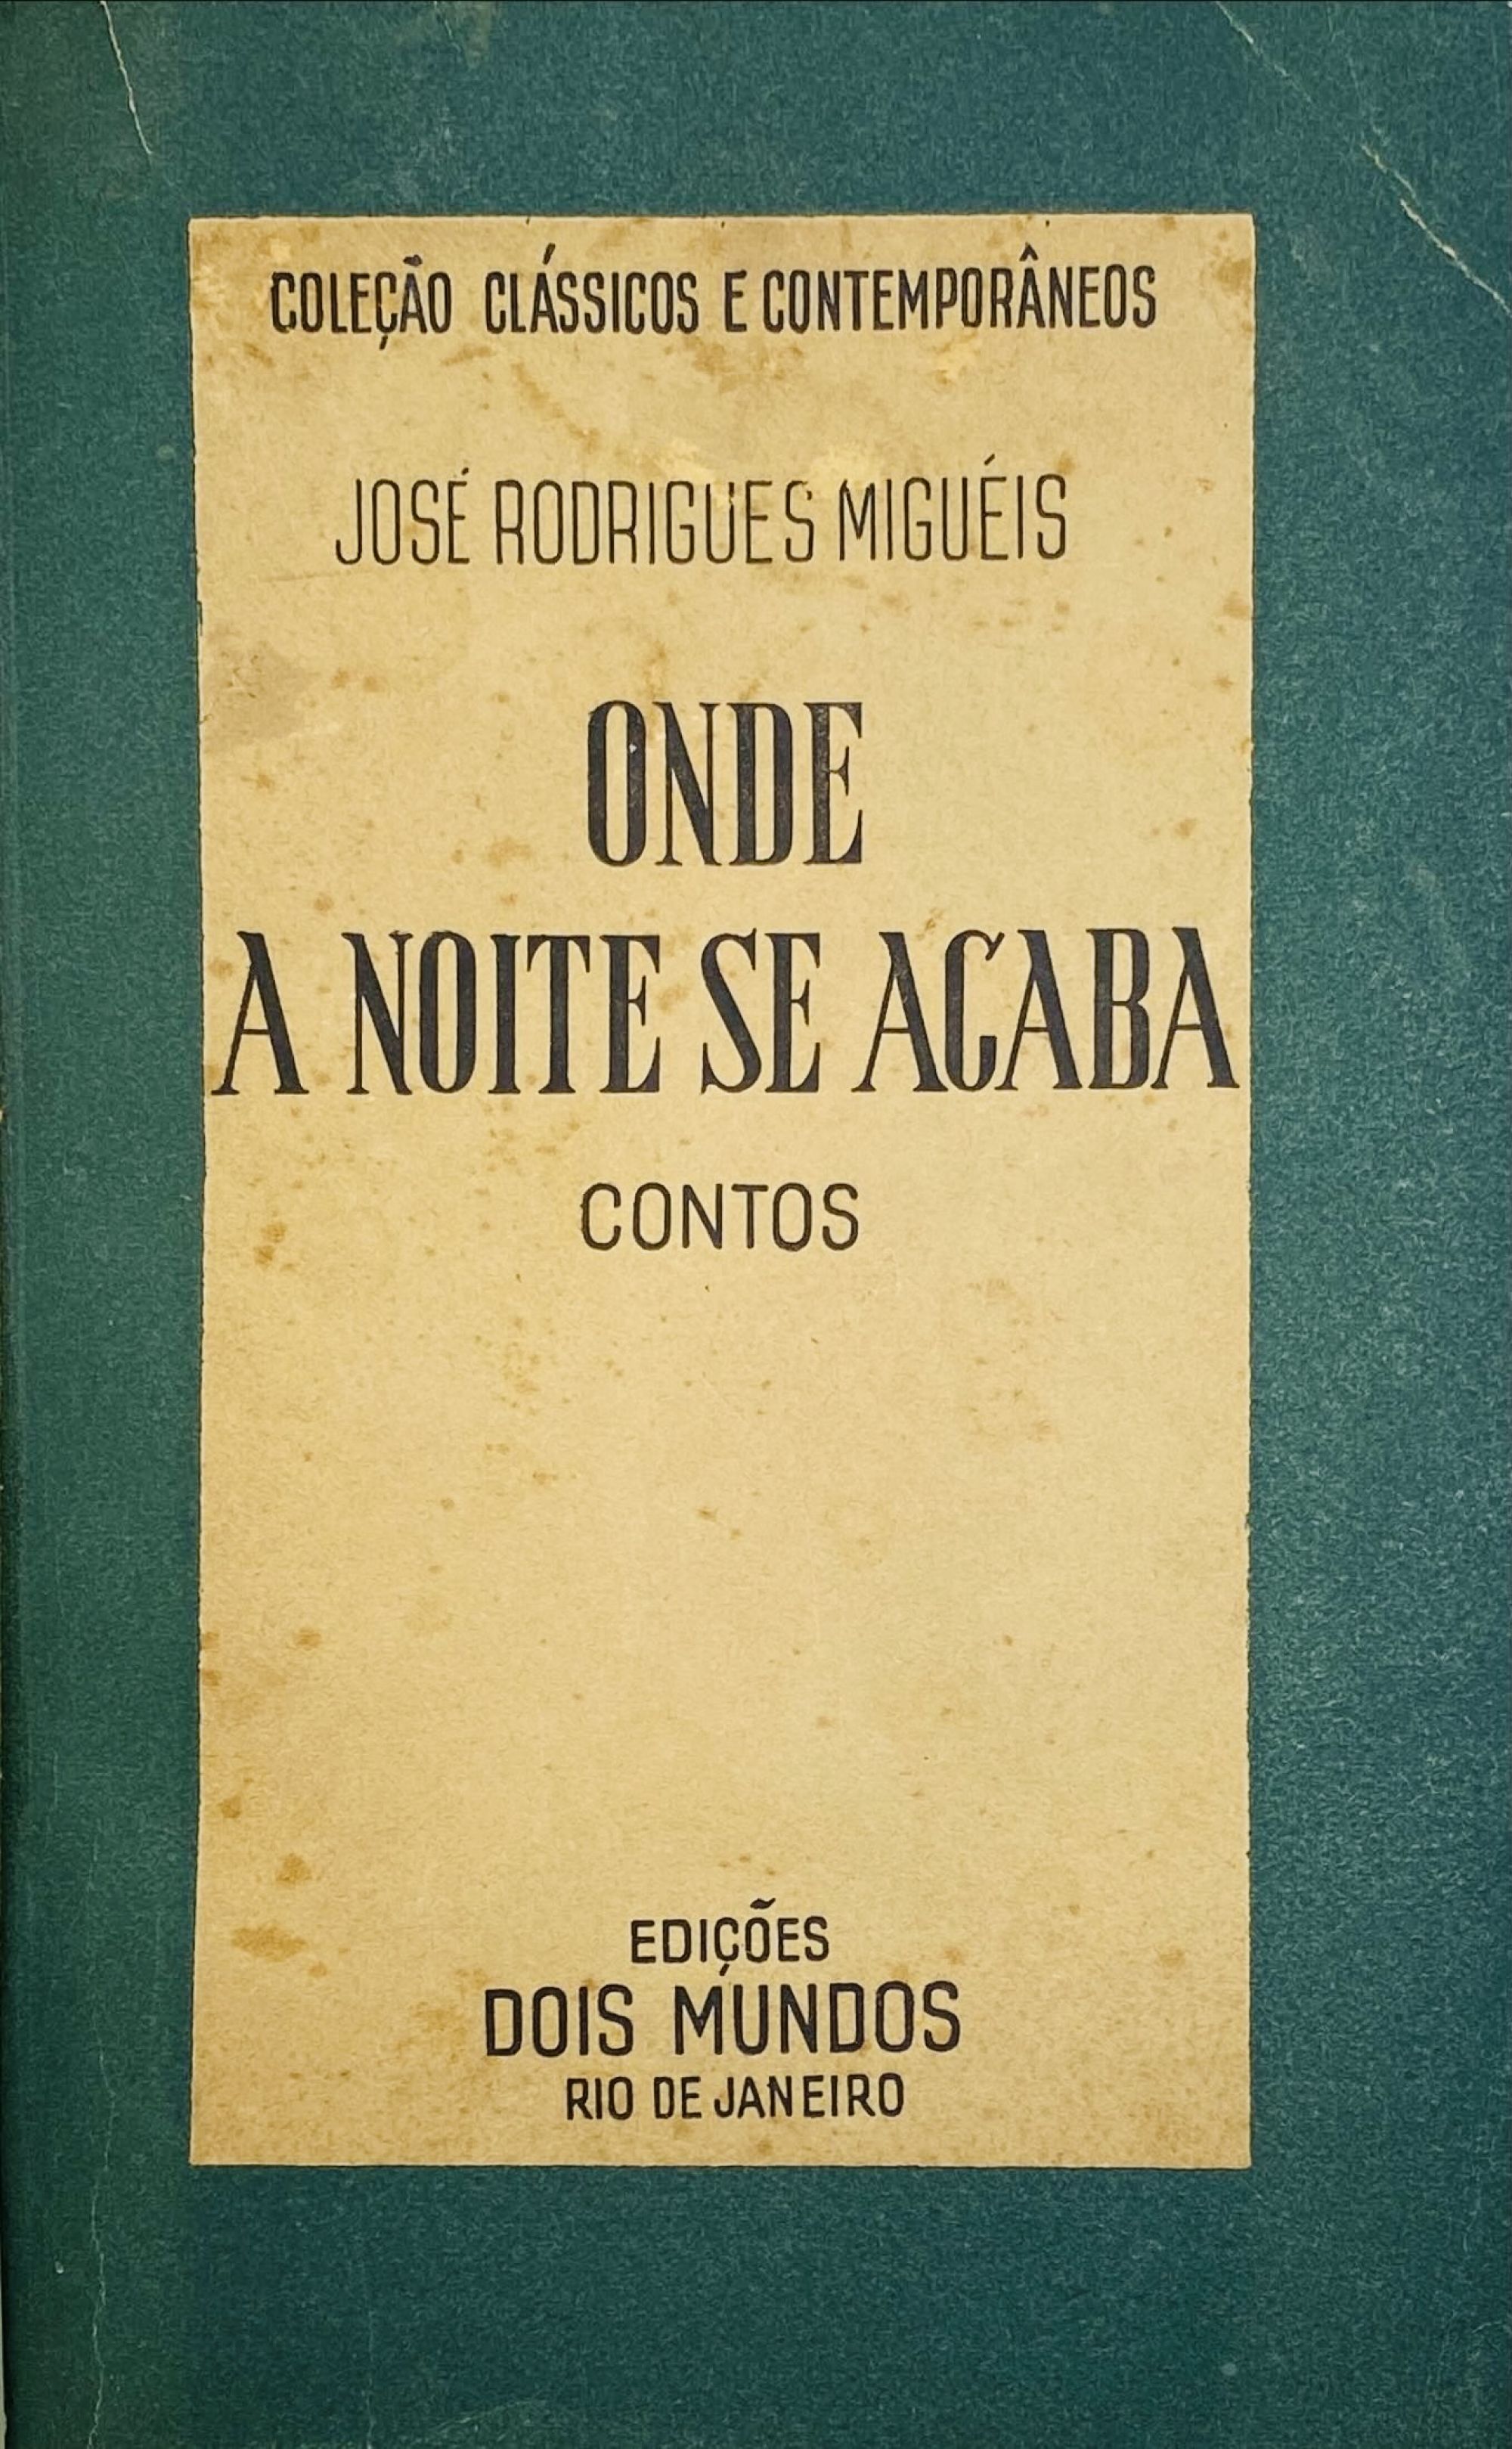 COLEÇÃO CLÁSSICOS E CONTEMPORÂNEOS
JOSÉ RODRIGUES MIGUÉIS
ONDE
A NOITE SE ACABA
CONTOS
EDIÇÕES
DOIS MUNDOS
RIO DE JANEIRO